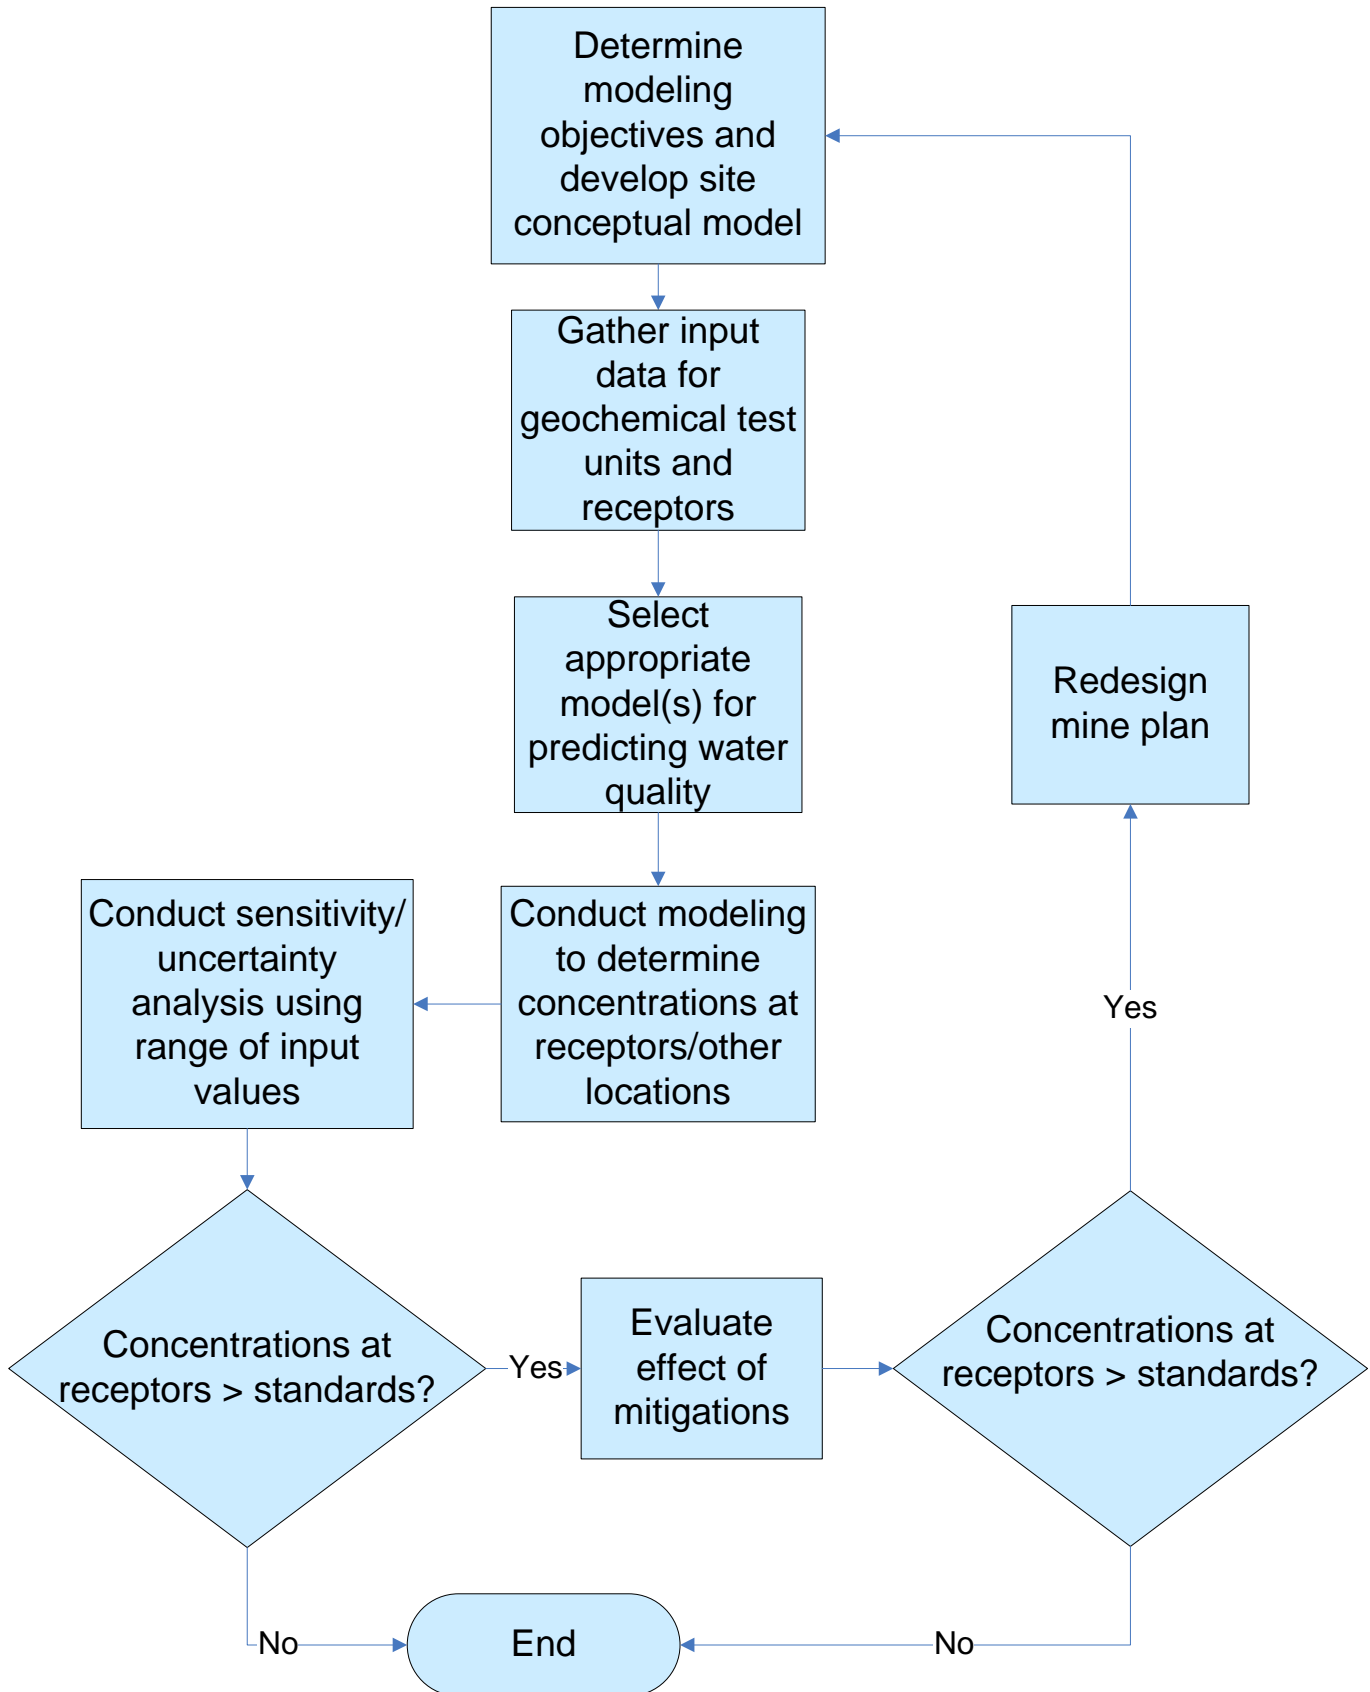 Determine
modeling
objectives and
develop site
conceptual model
Gather input
data for
geochemical test
units and
receptors
Select
appropriate
model(s) for
predicting water
quality
Redesign
mine plan
Conduct sensitivity/
uncertainty
analysis using
range of input
values
Conduct modeling
to determine
concentrations at
receptors/other
locations
Yes
Concentrations at
receptors > standards?
Yes
Evaluate
effect of
mitigations
Concentrations at
receptors > standards?
No
End
No